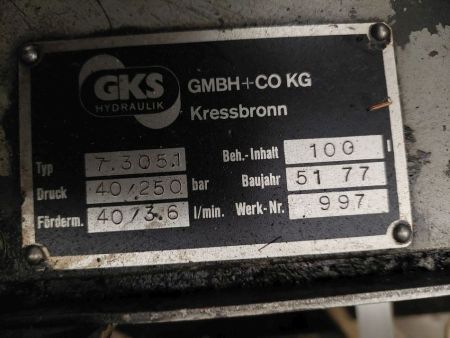 GKS
HYDRAULIK
GMBH+CO KG
Kressbronn
Typ 7.305.1 Beh.-Inhalt 100
Druck 40/250 bar Baujahr 51 77
Förderm. 40/3.6 l/min. Werk-Nr. 997